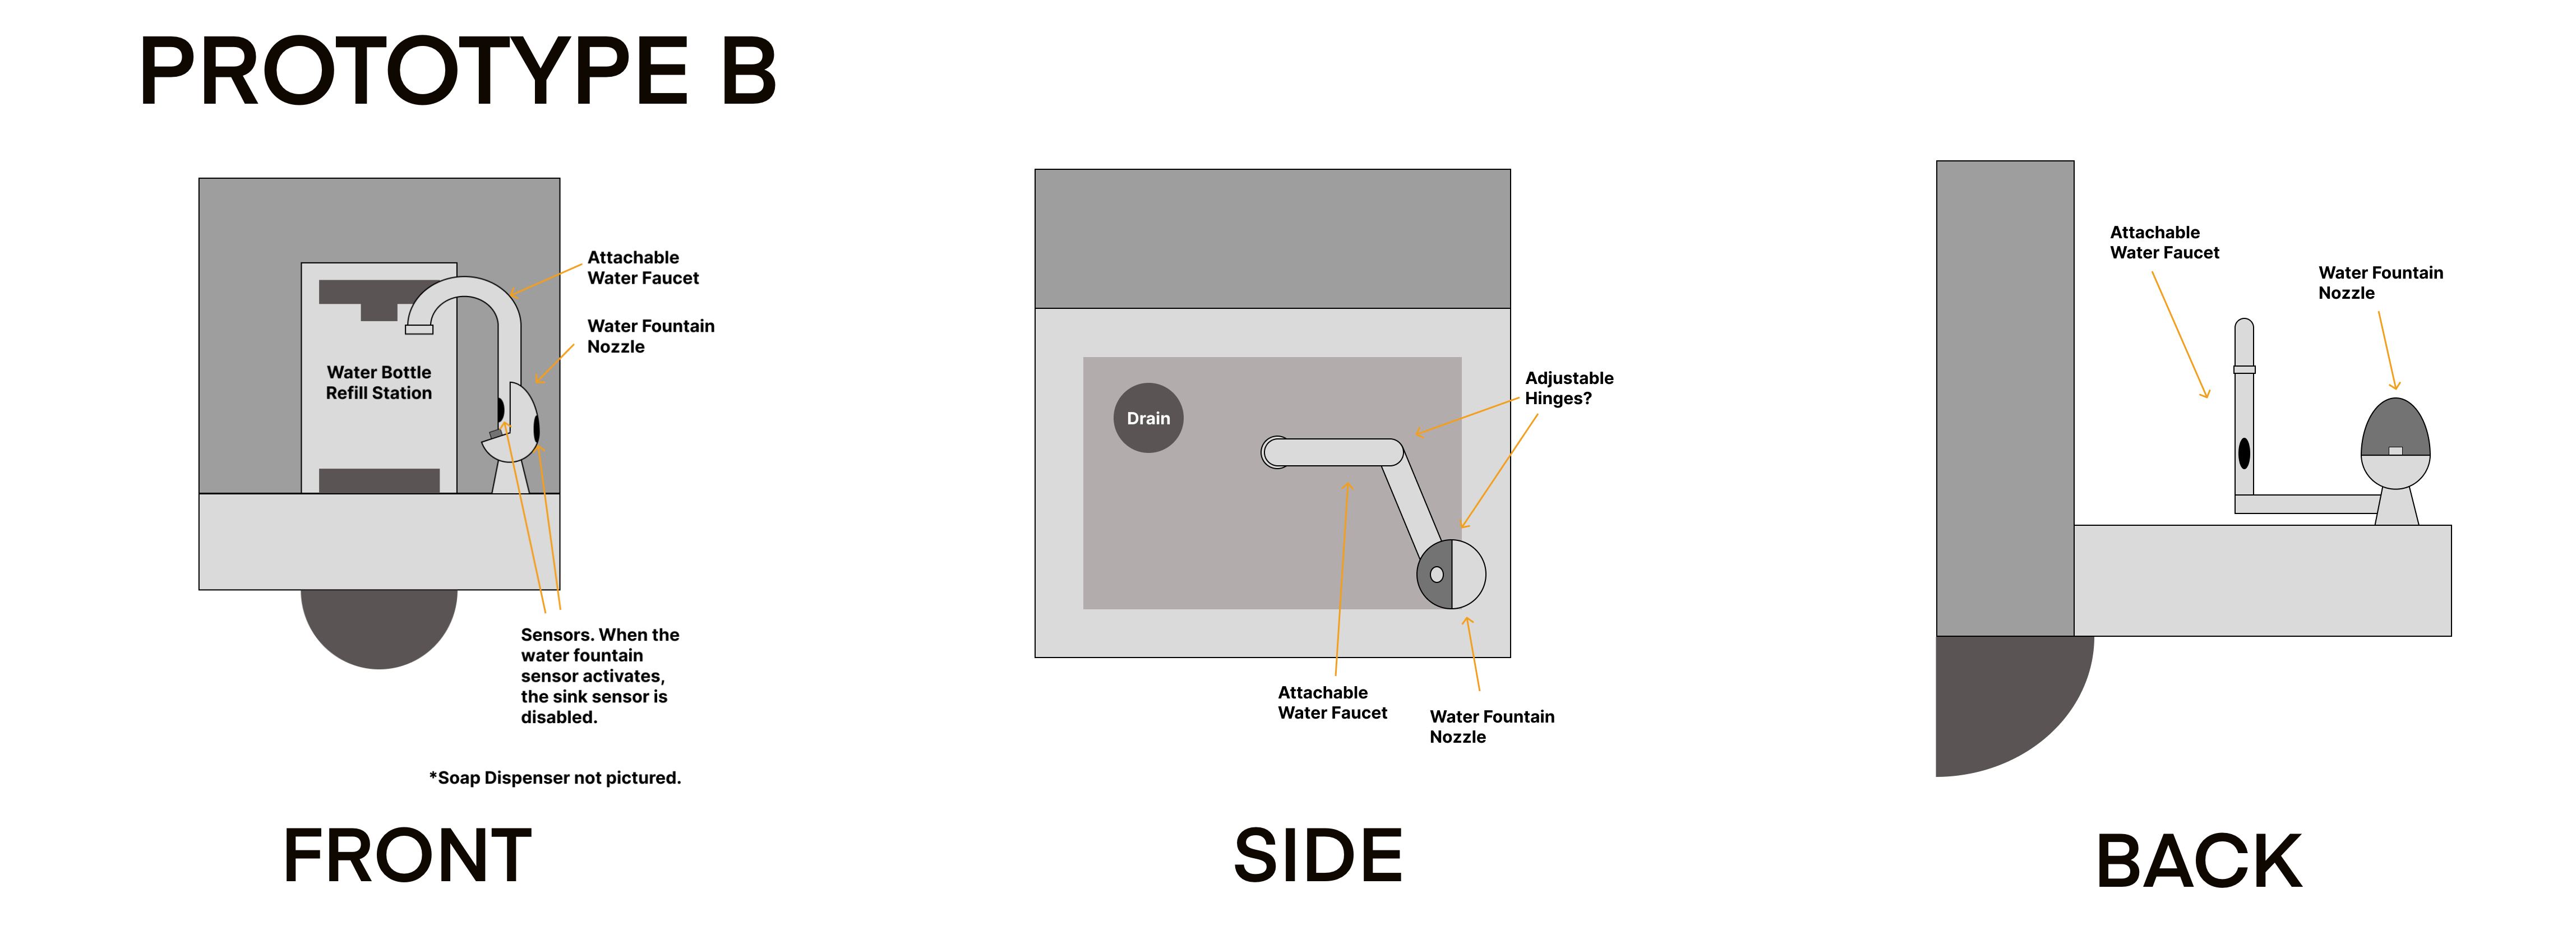 PROTOTYPE B
Attachable
Water Faucet
Water Fountain
Nozzle
Water Bottle
Refill Station
Sensors. When the
water fountain
sensor activates,
the sink sensor is
disabled.
*Soap Dispenser not pictured.
FRONT
Adjustable
Hinges?
Drain
Attachable
Water Faucet
Water Fountain
Nozzle
SIDE
Attachable
Water Faucet
Water Fountain
Nozzle
BACK